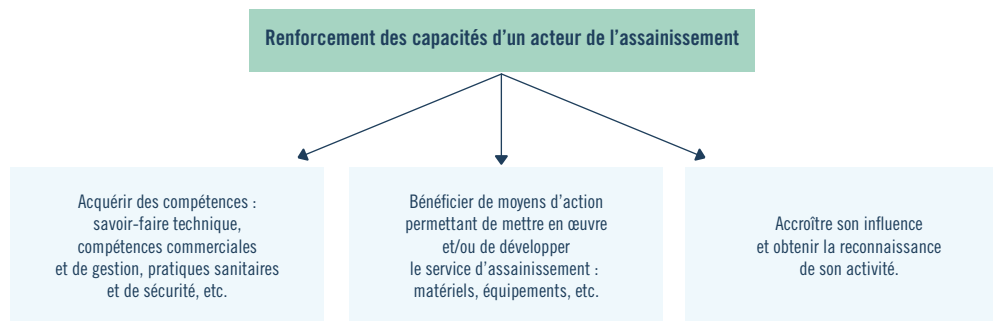 Renforcement des capacités d’un acteur de l’assainissement
Acquérir des compétences :
savoir-faire technique,
compétences commerciales
et de gestion, pratiques sanitaires
et de sécurité, etc.
Bénéficier de moyens d’action
permettant de mettre en œuvre
et/ou de développer
le service d’assainissement :
matériels, équipements, etc.
Accroître son influence
et obtenir la reconnaissance
de son activité.